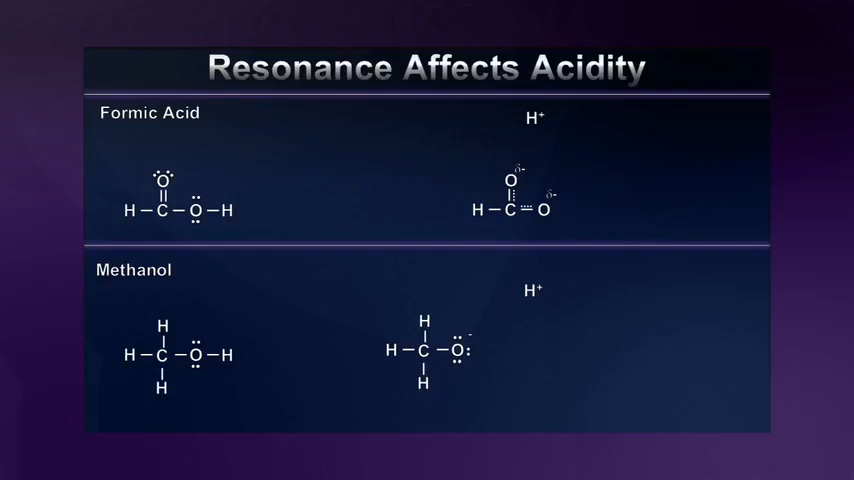 Resonance Affects Acidity
Formic Acid
H⁺
O
δ-
H C O H
O
δ-
H C O
Methanol
H⁺
H
H C O H
H
H
H C O -
H